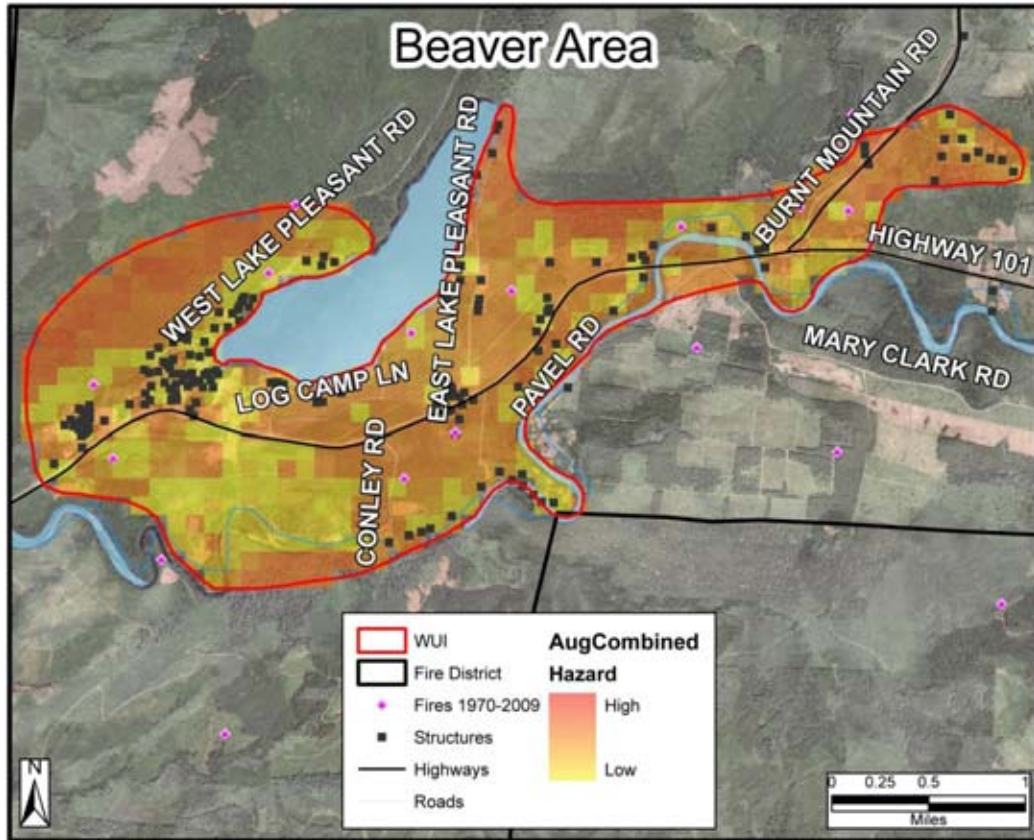 Beaver Area
BURNT MOUNTAIN RD
WEST LAKE PLEASANT RD
EAST LAKE PLEASANT RD
HIGHWAY 101
MARY CLARK RD
PAVEL RD
LOG CAMP LN
CONLEY RD
WUI
Fire District
Fires 1970-2009
Structures
Highways
Roads
AugCombined
Hazard
High
Low
N
0 0.25 0.5 1
Miles